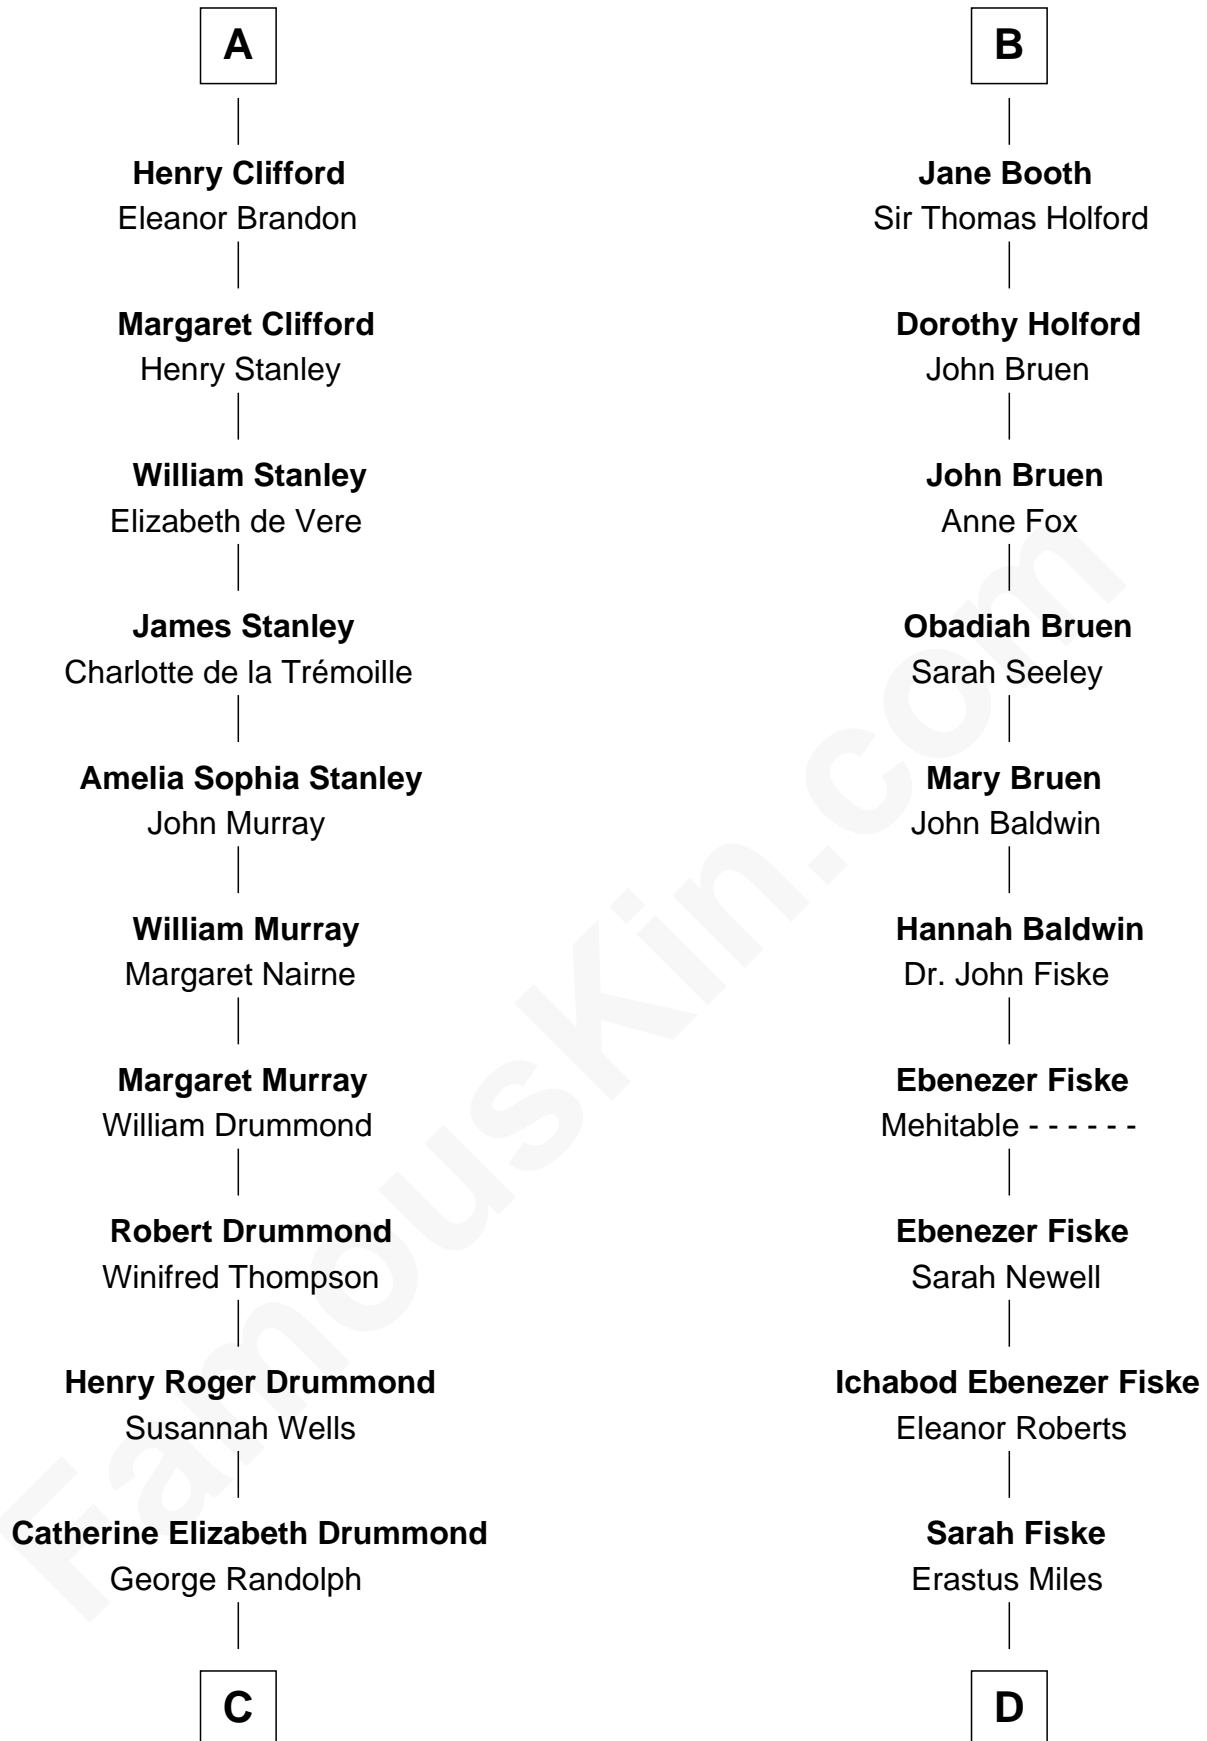 A
Henry Clifford
Eleanor Brandon
Margaret Clifford
Henry Stanley
William Stanley
Elizabeth de Vere
James Stanley
Charlotte de la Trémoille
Amelia Sophia Stanley
John Murray
William Murray
Margaret Nairne
Margaret Murray
William Drummond
Robert Drummond
Winifred Thompson
Henry Roger Drummond
Susannah Wells
Catherine Elizabeth Drummond
George Randolph
C
B
Jane Booth
Sir Thomas Holford
Dorothy Holford
John Bruen
John Bruen
Anne Fox
Obadiah Bruen
Sarah Seeley
Mary Bruen
John Baldwin
Hannah Baldwin
Dr. John Fiske
Ebenezer Fiske
Mehitable - - - - - -
Ebenezer Fiske
Sarah Newell
Ichabod Ebenezer Fiske
Eleanor Roberts
Sarah Fiske
Erastus Miles
D
FamousKin.com